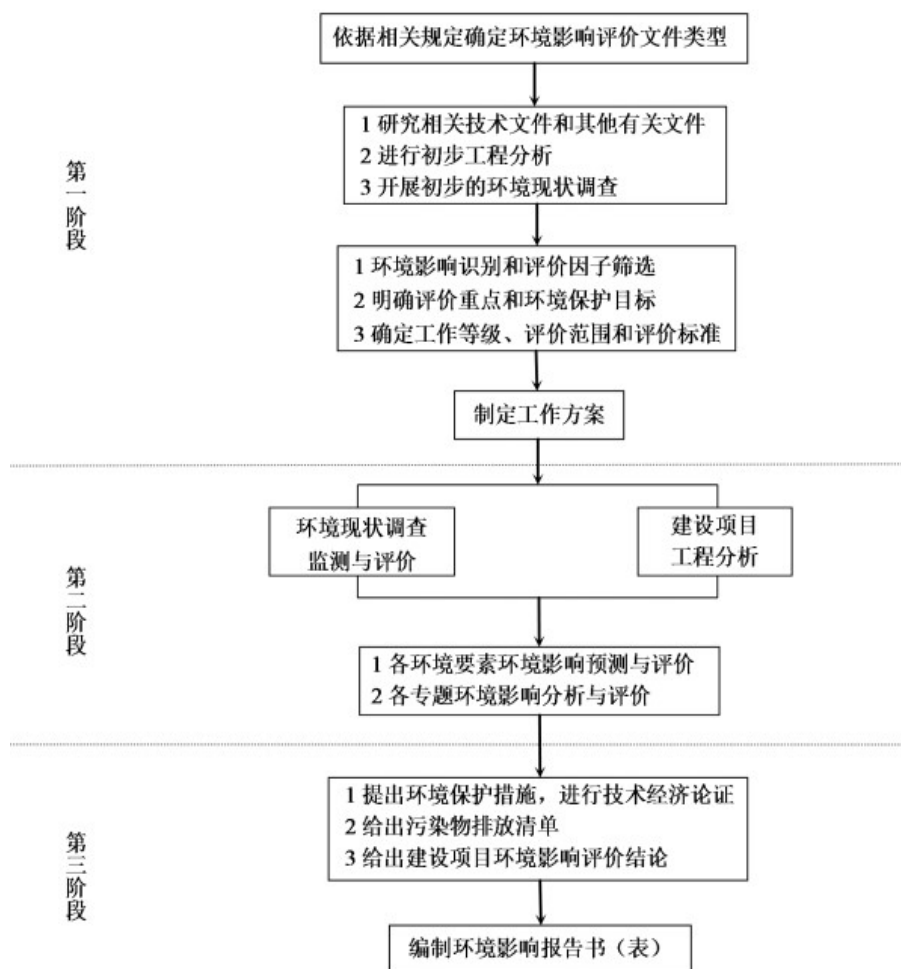 依据相关规定确定环境影响评价文件类型
1 研究相关技术文件和其他有关文件
2 进行初步工程分析
3 开展初步的环境现状调查
第一阶段
1 环境影响识别和评价因子筛选
2 明确评价重点和环境保护目标
3 确定工作等级、评价范围和评价标准
制定工作方案
第二阶段
环境现状调查
监测与评价
建设项目
工程分析
1 各环境要素环境影响预测与评价
2 各专题环境影响分析与评价
第三阶段
1 提出环境保护措施，进行技术经济论证
2 给出污染物排放清单
3 给出建设项目环境影响评价结论
编制环境影响报告书（表）